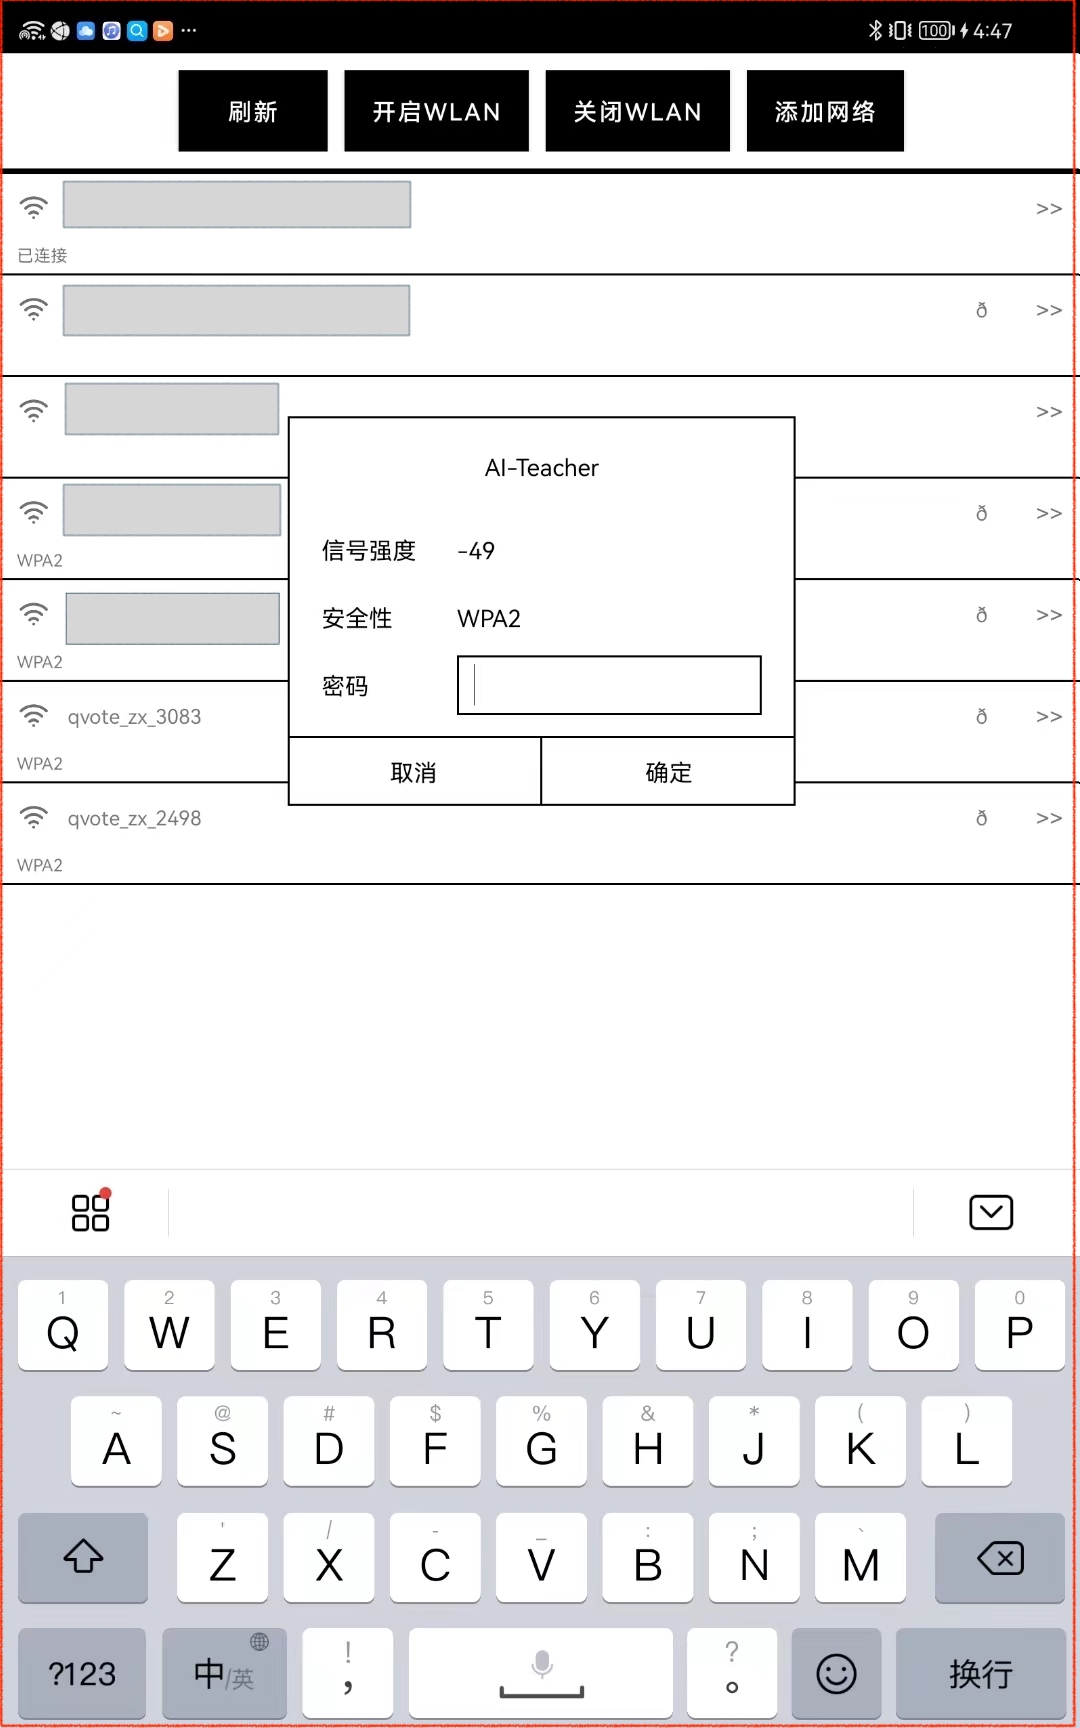 100 4:47
刷新 开启WLAN 关闭WLAN 添加网络
>>
已连接
ð >>
>>
ð >>
WPA2
ð >>
WPA2
qvote_zx_3083 ð >>
WPA2
qvote_zx_2498 ð >>
WPA2
AI-Teacher
信号强度 -49
安全性 WPA2
密码
取消 确定
1 2 3 4 5 6 7 8 9 0
Q W E R T Y U I O P
~ @ # $ % & * ( )
A S D F G H J K L
' / - _ : ; `
Z X C V B N M
! ?
?123 中/英 , 。 换行